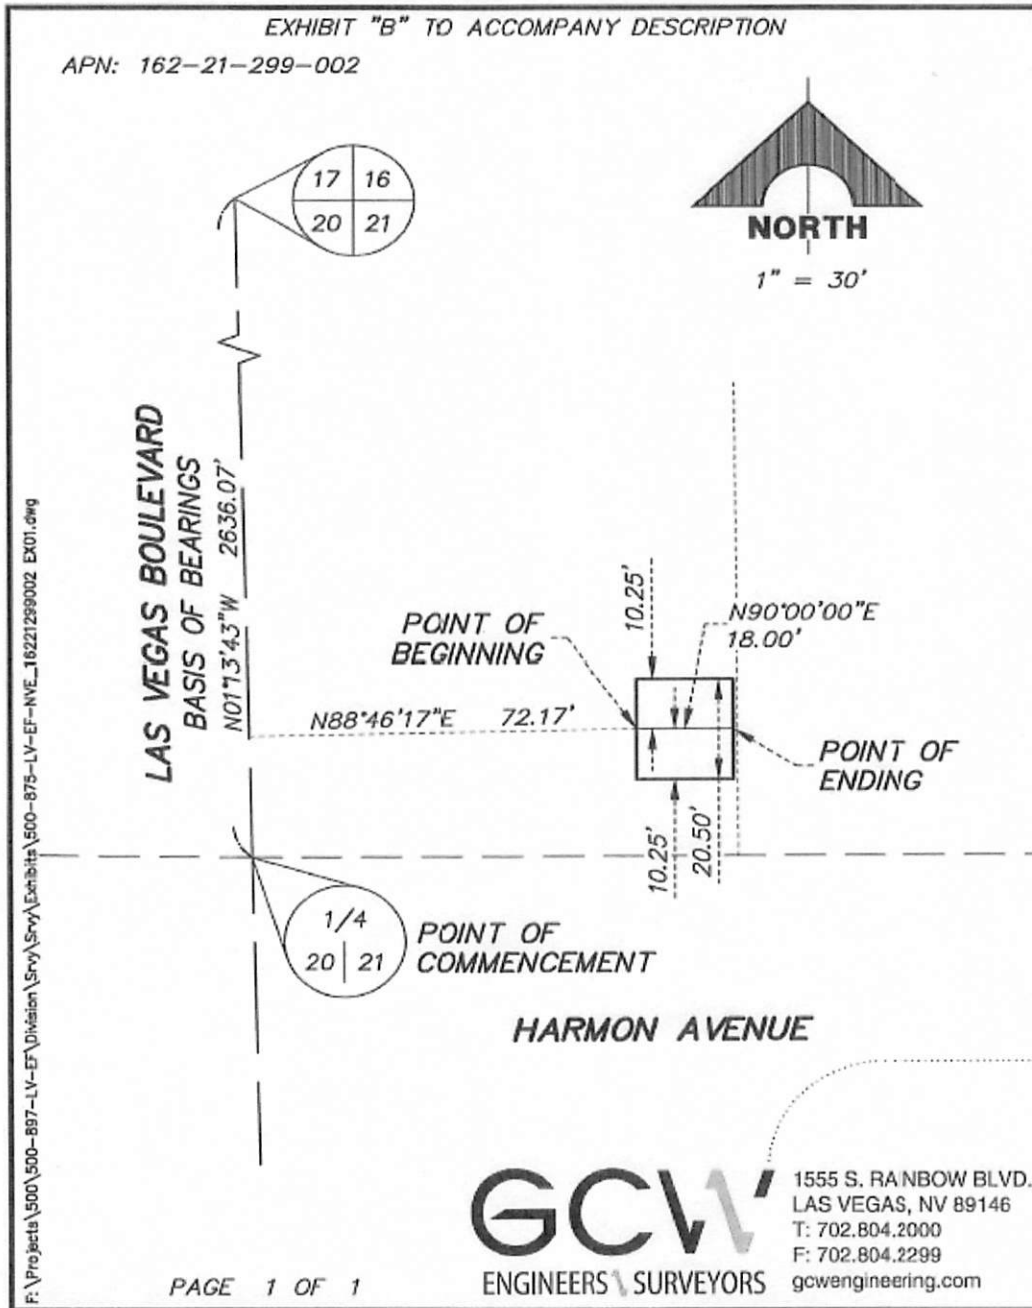 EXHIBIT "B" TO ACCOMPANY DESCRIPTION
APN: 162-21-299-002
17 16
20 21
NORTH
1" = 30'
LAS VEGAS BOULEVARD
BASIS OF BEARINGS
N01°13'43"W 2636.07'
10.25'
N90°00'00"E
18.00'
POINT OF
BEGINNING
N88°46'17"E 72.17'
POINT OF
ENDING
10.25'
20.50'
1/4
20 21
POINT OF
COMMENCEMENT
HARMON AVENUE
GCW
ENGINEERS SURVEYORS
1555 S. RAINBOW BLVD.
LAS VEGAS, NV 89146
T: 702.804.2000
F: 702.804.2299
gcwengineering.com
PAGE 1 OF 1
F:\Projects\500\500-897-LV-EF\Division\Srvy\Exhibits\500-875-LV-EF-NVE_16221299002 EX01.dwg